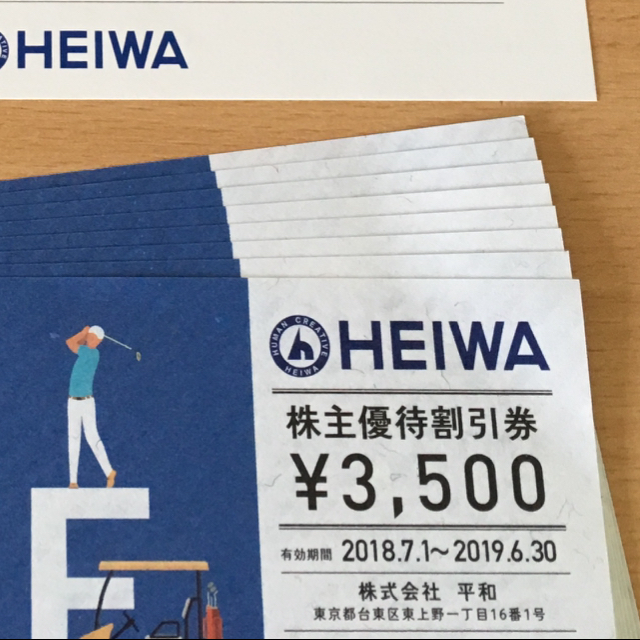 HEIWA
HUMAN CREATIVE
HEIWA
HEIWA
株主優待割引券
¥3,500
有効期間 2018.7.1～2019.6.30
株式会社 平和
東京都台東区東上野一丁目16番1号